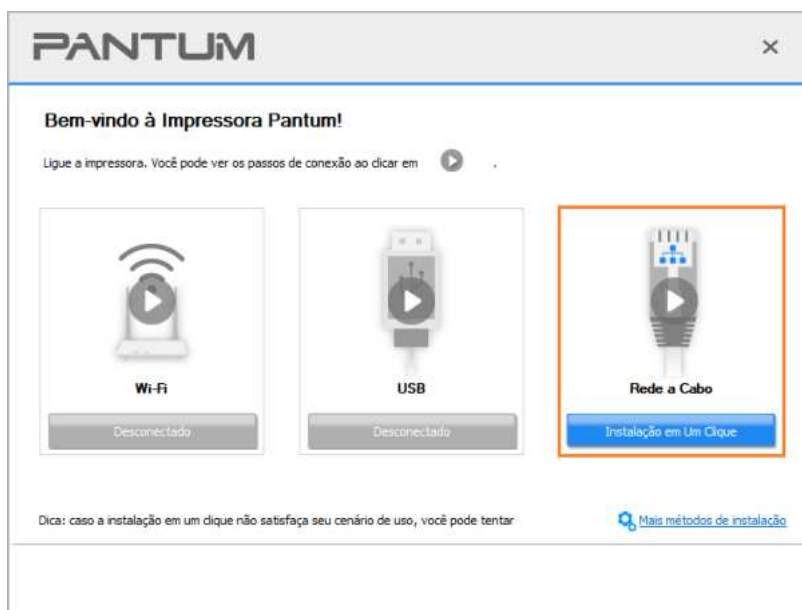 PANTUM
Bem-vindo à Impressora Pantum!
Ligue a impressora. Você pode ver os passos de conexão ao clicar em .
Wi-Fi
Desconectado
USB
Desconectado
Rede a Cabo
Instalação em Um Clique
Dica: caso a instalação em um clique não satisfaça seu cenário de uso, você pode tentar
Mais métodos de instalação